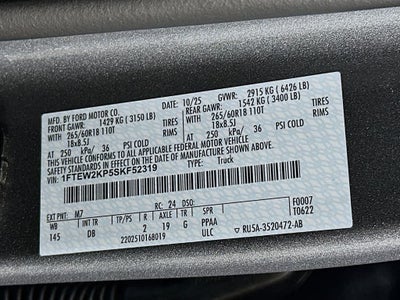 MFD. BY FORD MOTOR CO.
10/25 GVWR: 2915 KG ( 6426 LB)
FRONT GAWR: 1429 KG ( 3150 LB) REAR GAWR: 1542 KG ( 3400 LB)
WITH 265/60R18 110T TIRES WITH 265/60R18 110T TIRES
18x8.5J RIMS 18x8.5J RIMS
AT 250 kPa/ 36 PSI COLD AT 250 kPa/ 36 PSI COLD
THIS VEHICLE CONFORMS TO ALL APPLICABLE FEDERAL MOTOR VEHICLE
SAFETY STANDARDS IN EFFECT ON THE DATE OF MANUFACTURE SHOWN ABOVE.
VIN: 1FTEW2KP5SKF52319
TYPE: Truck
F0007
T0622
EXT PNT: M7 RC: 24 DSO:
WB INT TR TP/PS R AXLE TR SPR
145 DB 2 19 G PPAA
2202510168019 ULC ▽ RU5A-3520472-AB